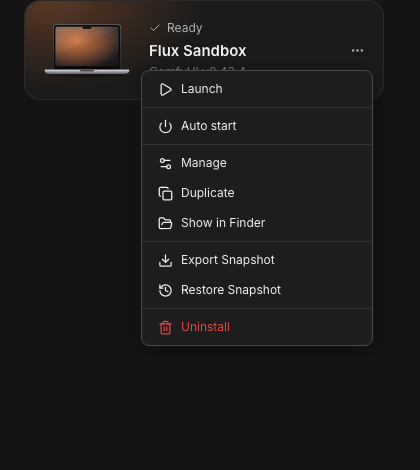 Ready
Flux Sandbox
Launch
Auto start
Manage
Duplicate
Show in Finder
Export Snapshot
Restore Snapshot
Uninstall